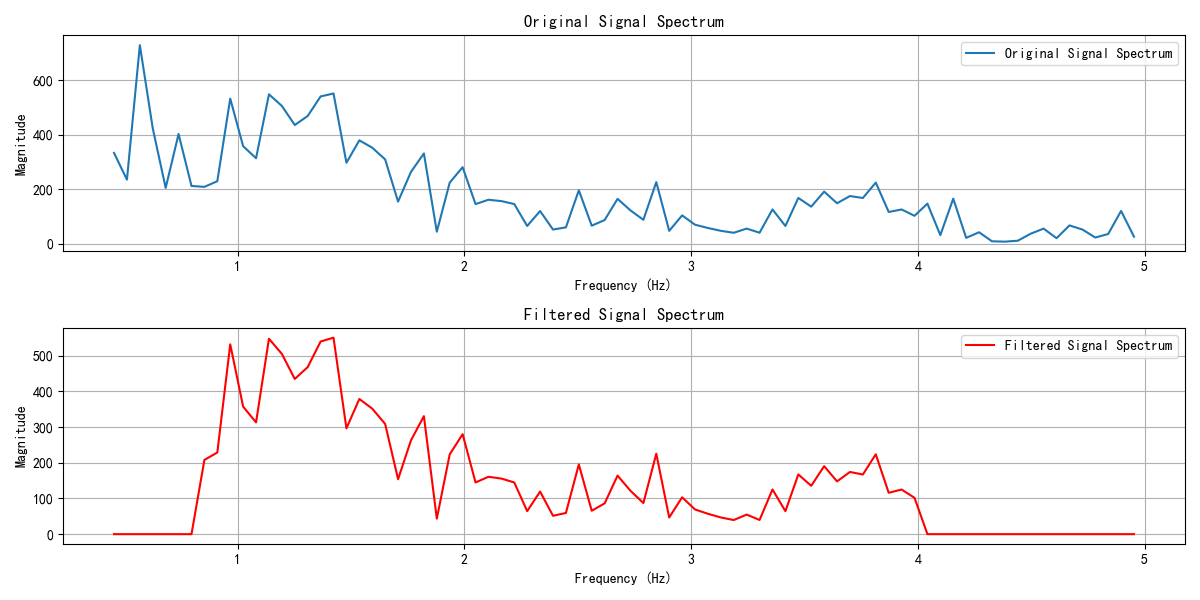 Original Signal Spectrum
Original Signal Spectrum
Magnitude
600
400
200
0
1 2 3 4 5
Frequency (Hz)
Filtered Signal Spectrum
Filtered Signal Spectrum
Magnitude
500
400
300
200
100
0
1 2 3 4 5
Frequency (Hz)